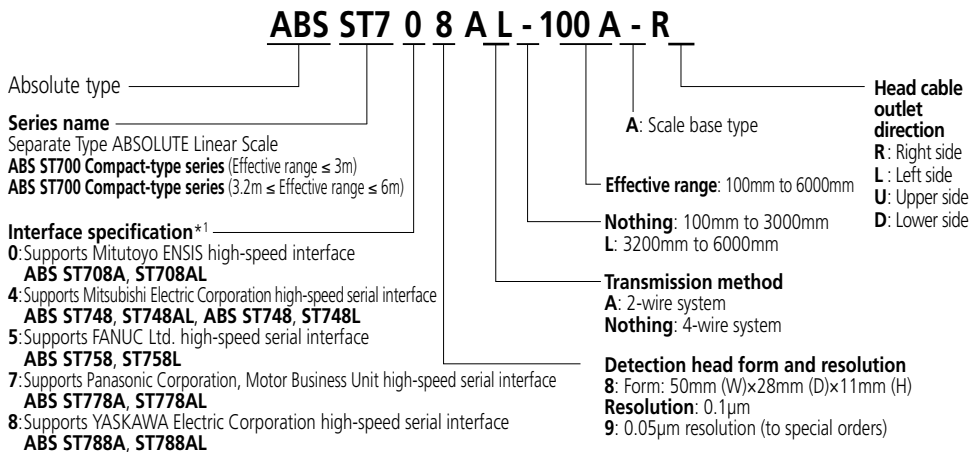 ABS ST7 0 8 A L - 100 A - R
Absolute type
Series name
Separate Type ABSOLUTE Linear Scale
ABS ST700 Compact-type series (Effective range ≤ 3m)
ABS ST700 Compact-type series (3.2m ≤ Effective range ≤ 6m)
Interface specification*1
0:Supports Mitutoyo ENSIS high-speed interface
ABS ST708A, ST708AL
4:Supports Mitsubishi Electric Corporation high-speed serial interface
ABS ST748, ST748AL, ABS ST748, ST748L
5:Supports FANUC Ltd. high-speed serial interface
ABS ST758, ST758L
7:Supports Panasonic Corporation, Motor Business Unit high-speed serial interface
ABS ST778A, ST778AL
8:Supports YASKAWA Electric Corporation high-speed serial interface
ABS ST788A, ST788AL
Head cable
outlet
direction
R: Right side
L: Left side
U: Upper side
D: Lower side
A: Scale base type
Effective range: 100mm to 6000mm
Nothing: 100mm to 3000mm
L: 3200mm to 6000mm
Transmission method
A: 2-wire system
Nothing: 4-wire system
Detection head form and resolution
8: Form: 50mm (W)×28mm (D)×11mm (H)
Resolution: 0.1μm
9: 0.05μm resolution (to special orders)